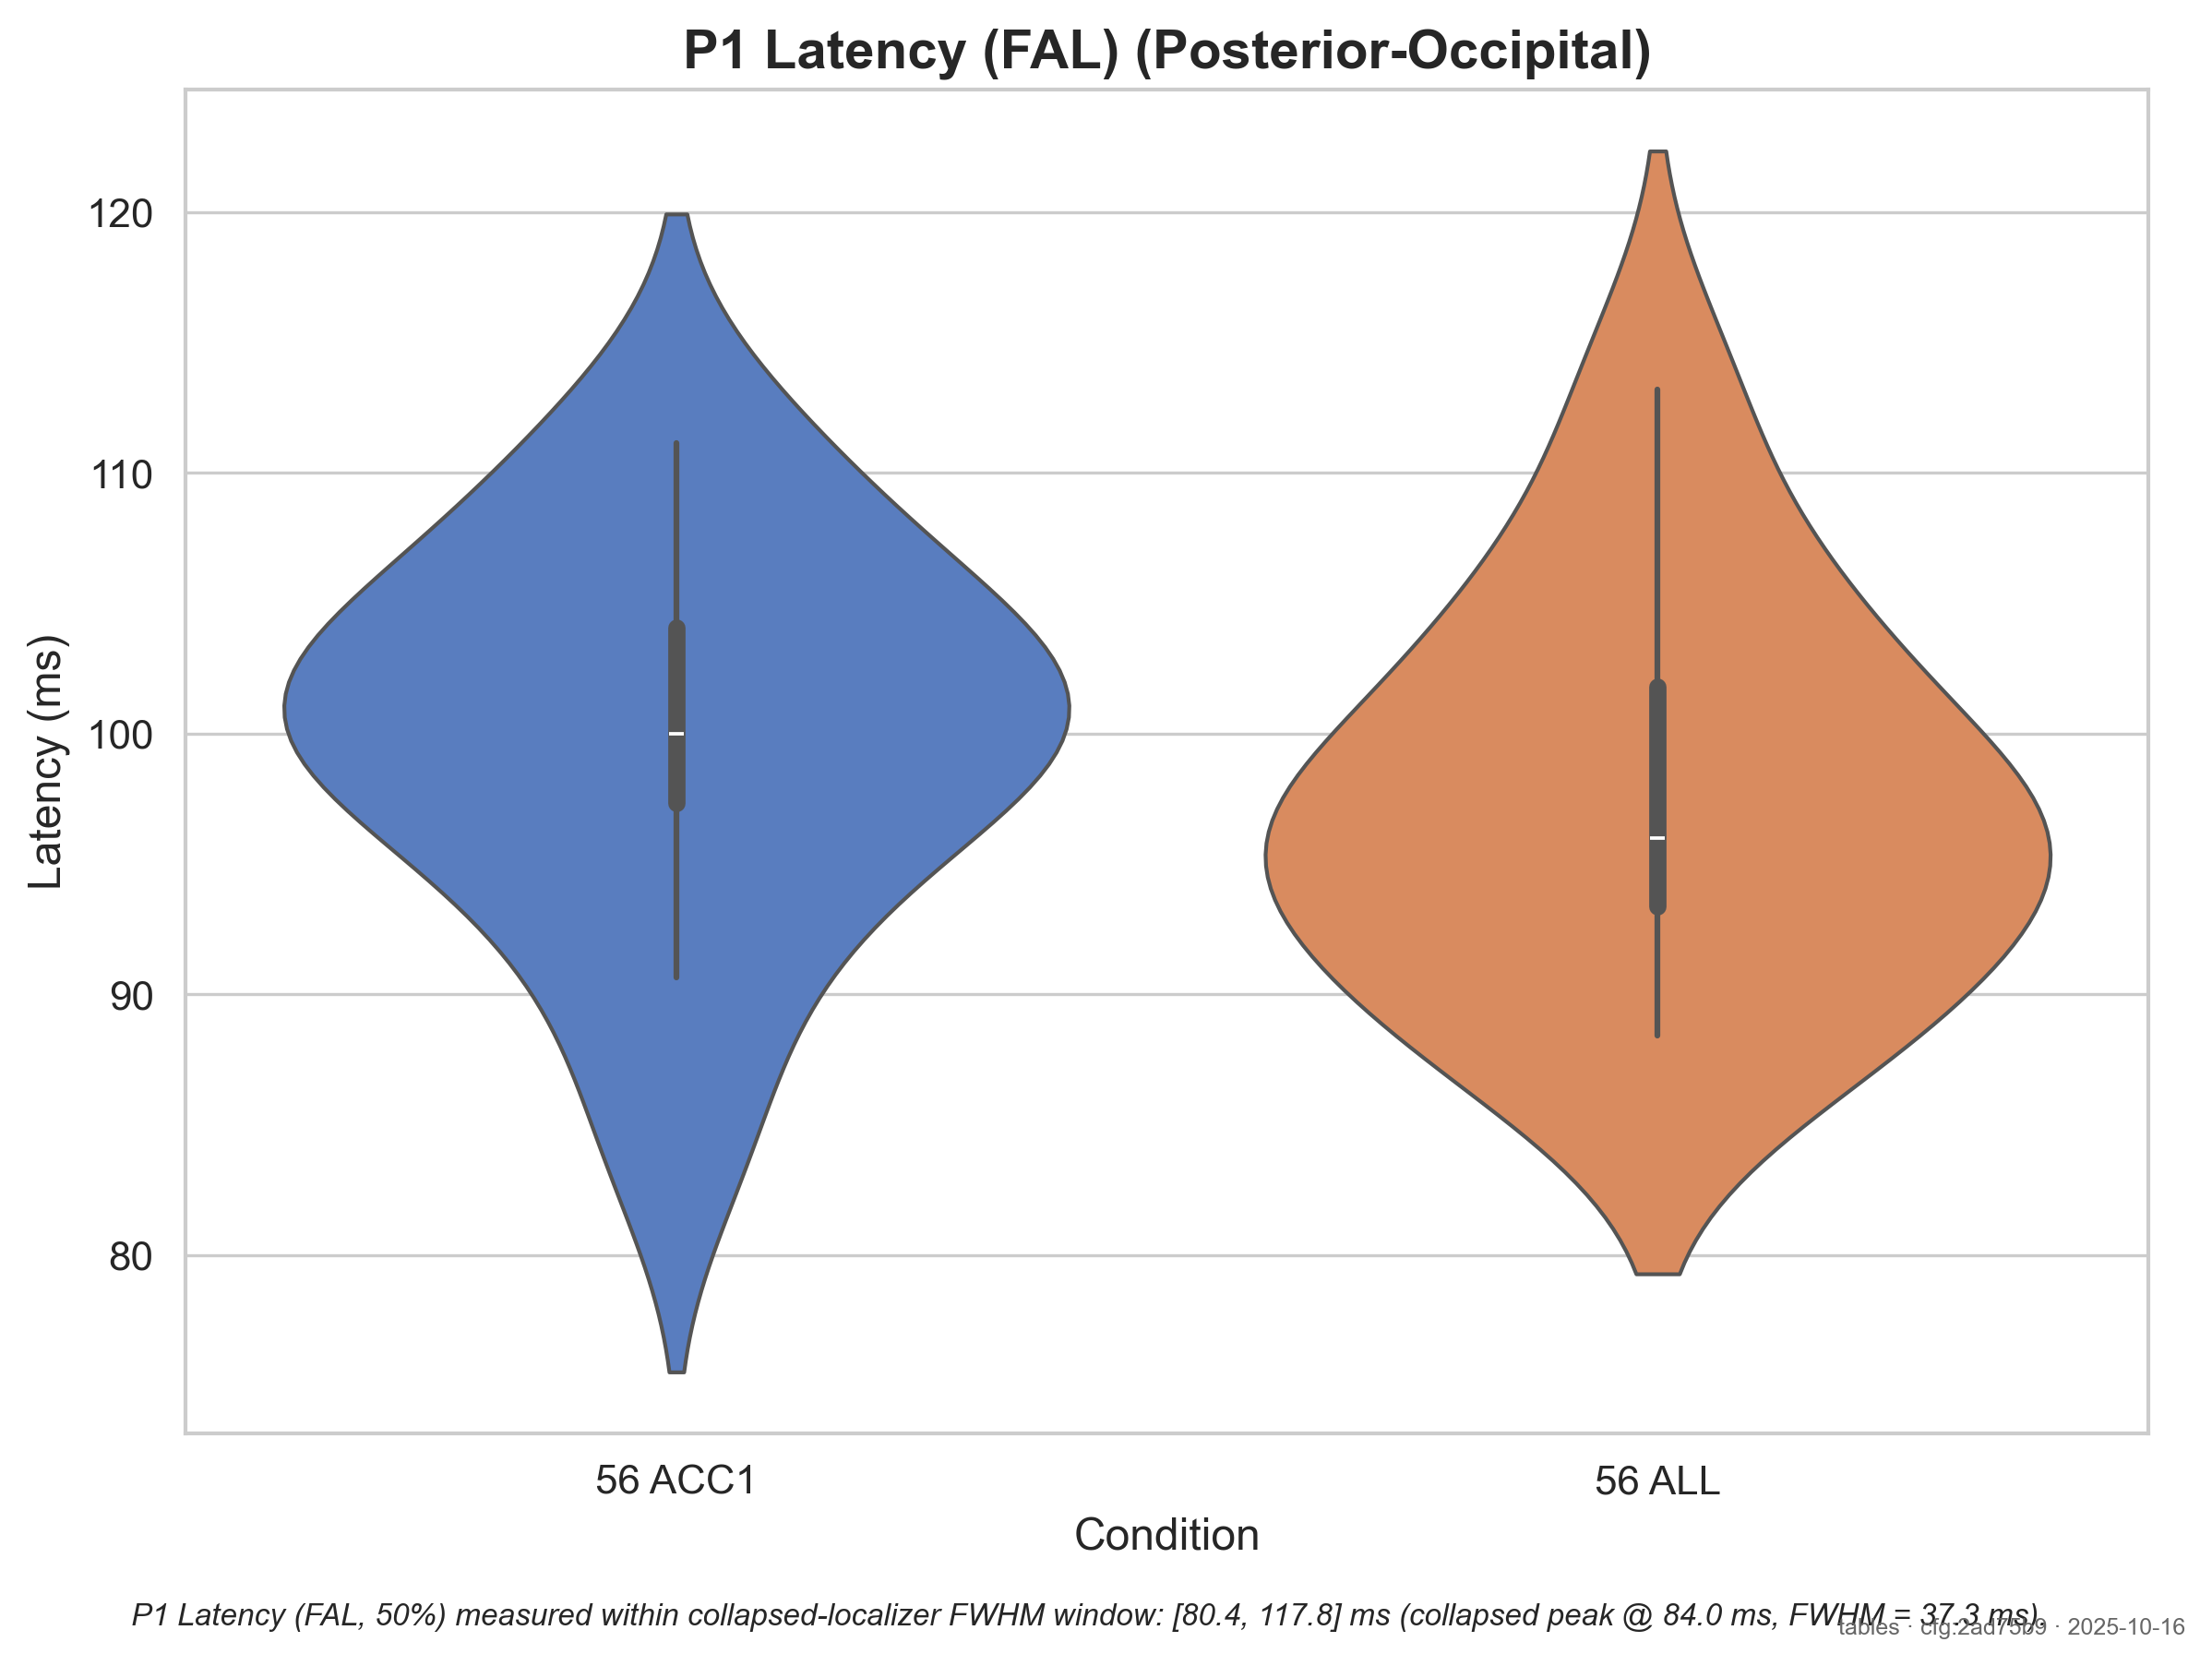 P1 Latency (FAL) (Posterior-Occipital)
Latency (ms)
120
110
100
90
80
56 ACC1
56 ALL
Condition
P1 Latency (FAL, 50%) measured within collapsed-localizer FWHM window: [80.4, 117.8] ms (collapsed peak @ 84.0 ms, FWHM = 37.3 ms).
tables · cfg:2ad75b9 · 2025-10-16